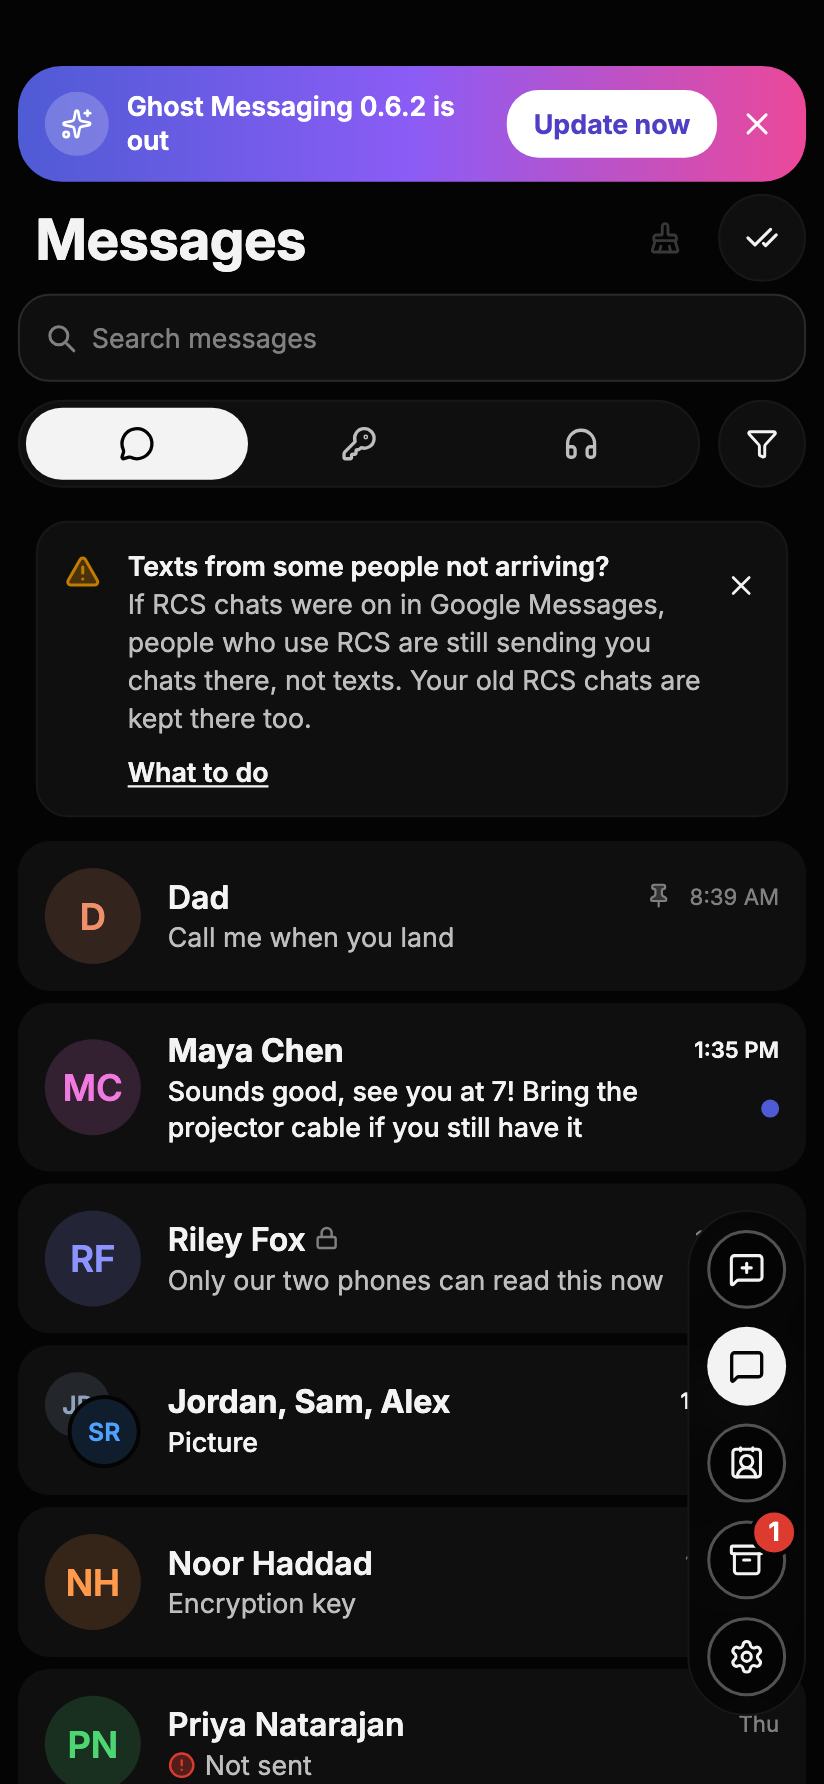 Ghost Messaging 0.6.2 is
out
Update now
Messages
Search messages
Texts from some people not arriving?
If RCS chats were on in Google Messages,
people who use RCS are still sending you
chats there, not texts. Your old RCS chats are
kept there too.
What to do
D
Dad
8:39 AM
Call me when you land
MC
Maya Chen
1:35 PM
Sounds good, see you at 7! Bring the
projector cable if you still have it
RF
Riley Fox
Only our two phones can read this now
SR
Jordan, Sam, Alex
Picture
1
NH
Noor Haddad
Encryption key
PN
Priya Natarajan
Thu
Not sent